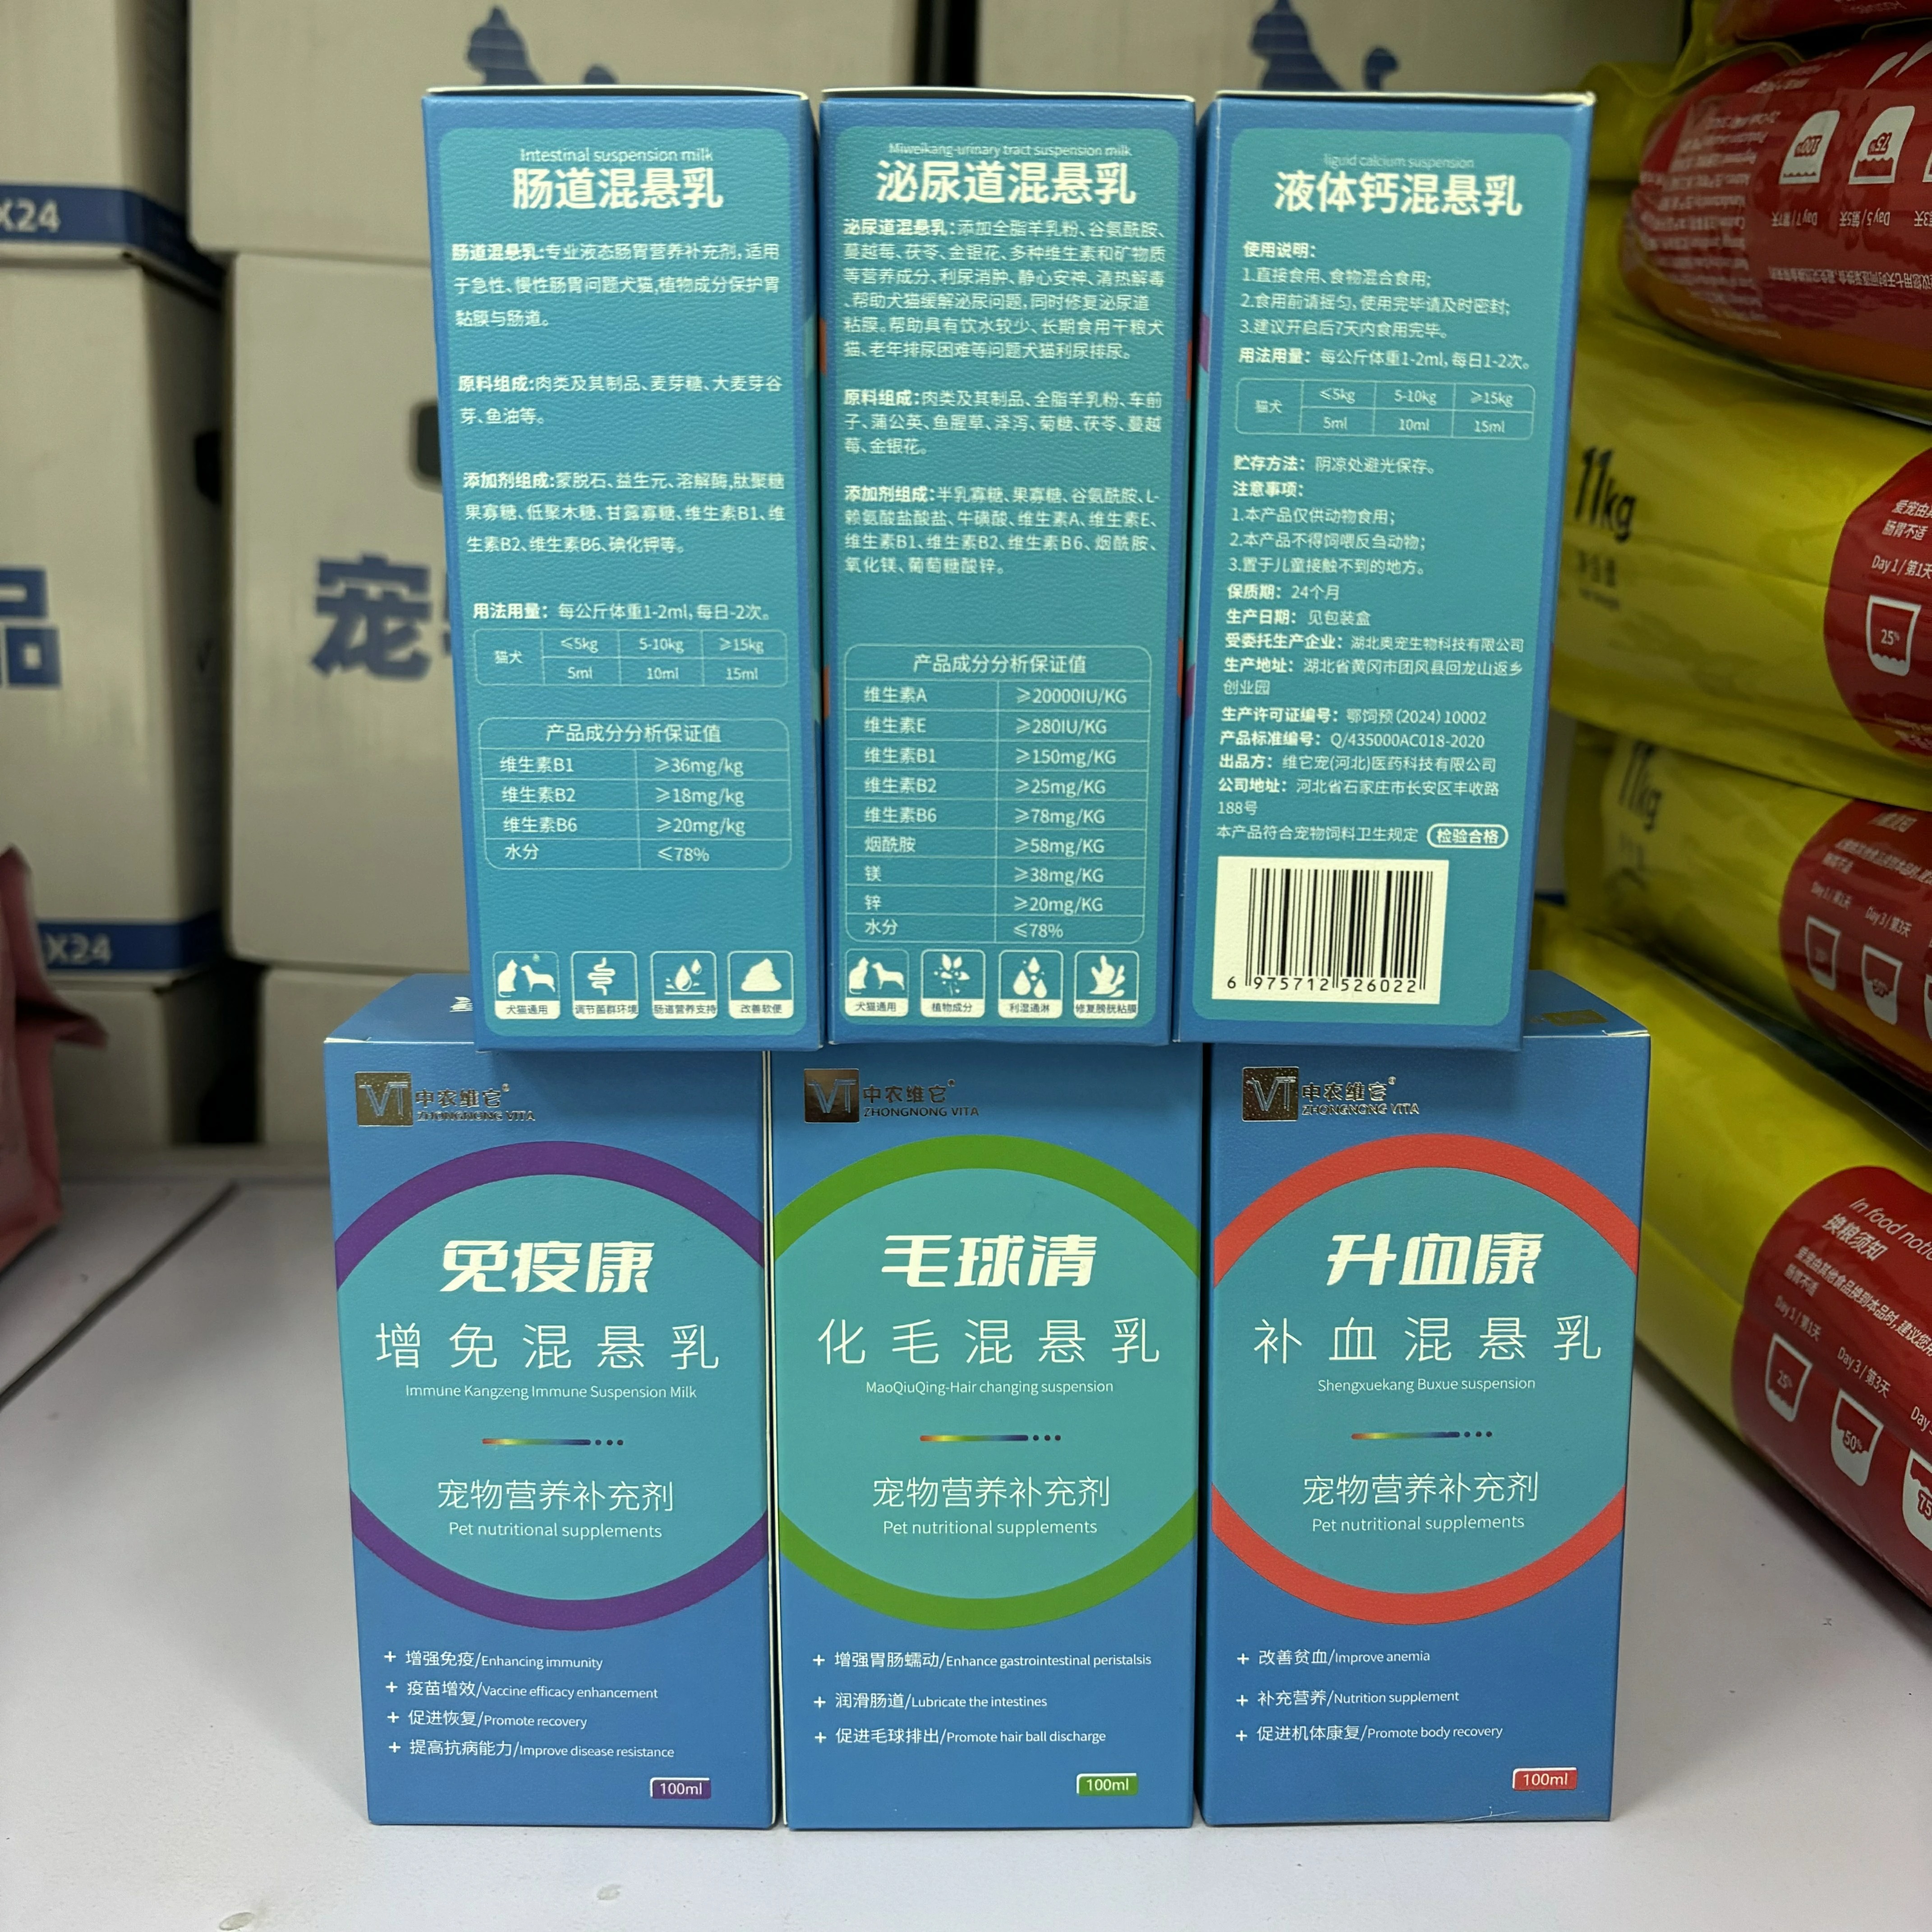 Intestinal suspension milk
肠道混悬乳
肠道混悬乳:专业液态肠胃营养补充剂,适用
于急性、慢性肠胃问题犬猫,植物成分保护胃
黏膜与肠道。
原料组成:肉类及其制品、麦芽糖、大麦芽谷
芽、鱼油等。
添加剂组成:蒙脱石、益生元、溶解酶,肽聚糖
果寡糖、低聚木糖、甘露寡糖、维生素B1、维
生素B2、维生素B6、碘化钾等。
用法用量：每公斤体重1-2ml,每日-2次。
猫犬 ≤5kg 5-10kg ≥15kg
5ml 10ml 15ml
产品成分分析保证值
维生素B1 ≥36mg/kg
维生素B2 ≥18mg/kg
维生素B6 ≥20mg/kg
水分 ≤78%
犬猫通用 调节菌群环境 肠道营养支持 改善软便
Miweikang-urinary tract suspension milk
泌尿道混悬乳
泌尿道混悬乳:添加全脂羊乳粉、谷氨酰胺、
蔓越莓、茯苓、金银花、多种维生素和矿物质
等营养成分、利尿消肿、静心安神、清热解毒
、帮助犬猫缓解泌尿问题,同时修复泌尿道
粘膜。帮助具有饮水较少、长期食用干粮犬
猫、老年排尿困难等问题犬猫利尿排尿。
原料组成:肉类及其制品、全脂羊乳粉、车前
子、蒲公英、鱼腥草、泽泻、菊糖、茯苓、蔓越
莓、金银花。
添加剂组成:半乳寡糖、果寡糖、谷氨酰胺、L-
赖氨酸盐酸盐、牛磺酸、维生素A、维生素E、
维生素B1、维生素B2、维生素B6、烟酰胺、
氧化镁、葡萄糖酸锌。
产品成分分析保证值
维生素A ≥20000IU/KG
维生素E ≥280IU/KG
维生素B1 ≥150mg/KG
维生素B2 ≥25mg/KG
维生素B6 ≥78mg/KG
烟酰胺 ≥58mg/KG
镁 ≥38mg/KG
锌 ≥20mg/KG
水分 ≤78%
犬猫通用 植物成分 利湿通淋 修复膀胱粘膜
liguid calcium suspension
液体钙混悬乳
使用说明：
1.直接食用、食物混合食用;
2.食用前请摇匀,使用完毕请及时密封;
3.建议开启后7天内食用完毕。
用法用量：每公斤体重1-2ml,每日1-2次。
猫犬 ≤5kg 5-10kg ≥15kg
5ml 10ml 15ml
贮存方法：阴凉处避光保存。
注意事项：
1.本产品仅供动物食用;
2.本产品不得饲喂反刍动物;
3.置于儿童接触不到的地方。
保质期：24个月
生产日期：见包装盒
受委托生产企业：湖北奥宠生物科技有限公司
生产地址：湖北省黄冈市团风县回龙山返乡
创业园
生产许可证编号：鄂饲预(2024)10002
产品标准编号：Q/435000AC018-2020
出品方：维它宠(河北)医药科技有限公司
公司地址：河北省石家庄市长安区丰收路
188号
本产品符合宠物饲料卫生规定 检验合格
6 975712 526022
VT 中农维它®
ZHONGNONG VITA
免疫康
增免混悬乳
Immune Kangzeng Immune Suspension Milk
宠物营养补充剂
Pet nutritional supplements
+ 增强免疫/Enhancing immunity
+ 疫苗增效/Vaccine efficacy enhancement
+ 促进恢复/Promote recovery
+ 提高抗病能力/Improve disease resistance
100ml
VT 中农维它®
ZHONGNONG VITA
毛球清
化毛混悬乳
MaoQiuQing-Hair changing suspension
宠物营养补充剂
Pet nutritional supplements
+ 增强胃肠蠕动/Enhance gastrointestinal peristalsis
+ 润滑肠道/Lubricate the intestines
+ 促进毛球排出/Promote hair ball discharge
100ml
VT 中农维它®
ZHONGNONG VITA
升血康
补血混悬乳
Shengxuekang Buxue suspension
宠物营养补充剂
Pet nutritional supplements
+ 改善贫血/Improve anemia
+ 补充营养/Nutrition supplement
+ 促进机体康复/Promote body recovery
100ml
X24
品
宠
X24
11kg
Day 1 / 第1天
25%
11kg
In food
换粮须知
Day 1 / 第1天
Day 3 / 第3天
25%
50%